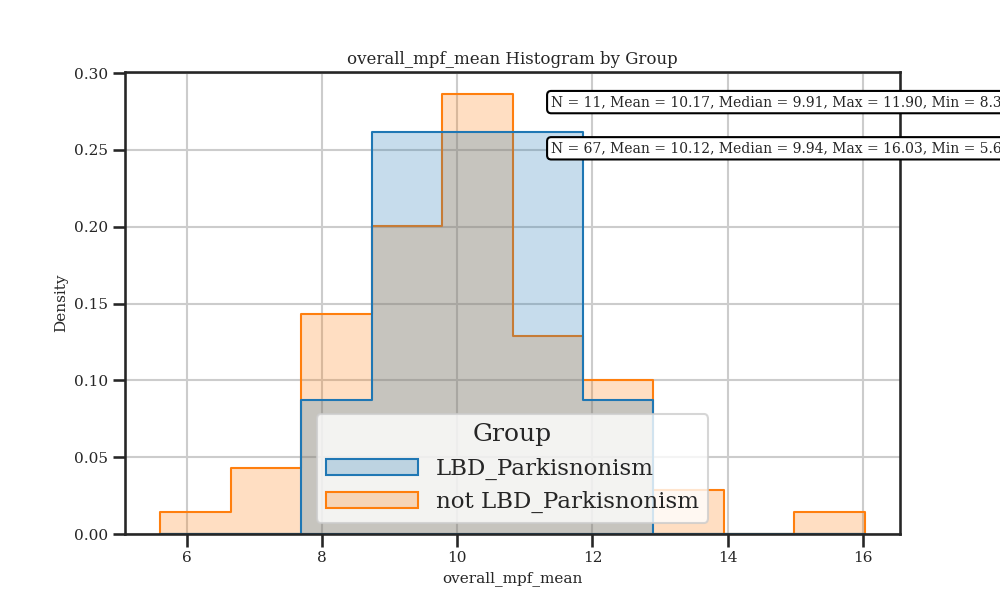 overall_mpf_mean Histogram by Group
N = 11, Mean = 10.17, Median = 9.91, Max = 11.90, Min = 8.3
N = 67, Mean = 10.12, Median = 9.94, Max = 16.03, Min = 5.6
0.30
0.25
0.20
0.15
0.10
0.05
0.00
Density
Group
LBD_Parkisnonism
not LBD_Parkisnonism
6 8 10 12 14 16
overall_mpf_mean